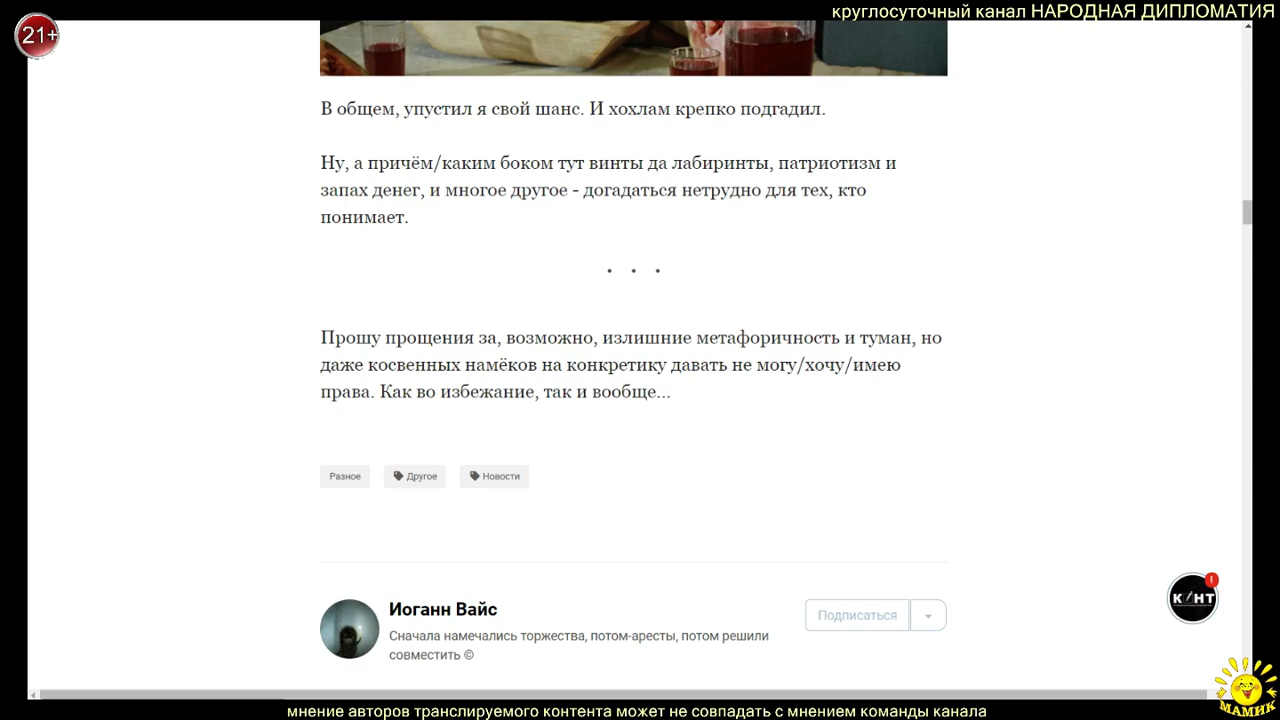 круглосуточный канал НАРОДНАЯ ДИПЛОМАТИЯ
21+
В общем, упустил я свой шанс. И хохлам крепко подгадил.
Ну, а причём/каким боком тут винты да лабиринты, патриотизм и
запах денег, и многое другое - догадаться нетрудно для тех, кто
понимает.
• • •
Прошу прощения за, возможно, излишние метафоричность и туман, но
даже косвенных намёков на конкретику давать не могу/хочу/имею
права. Как во избежание, так и вообще...
Разное Другое Новости
Иоганн Вайс
Подписаться
Сначала намечались торжества, потом-аресты, потом решили
совместить ©
!
КОНТ
МАМИК
мнение авторов транслируемого контента может не совпадать с мнением команды канала